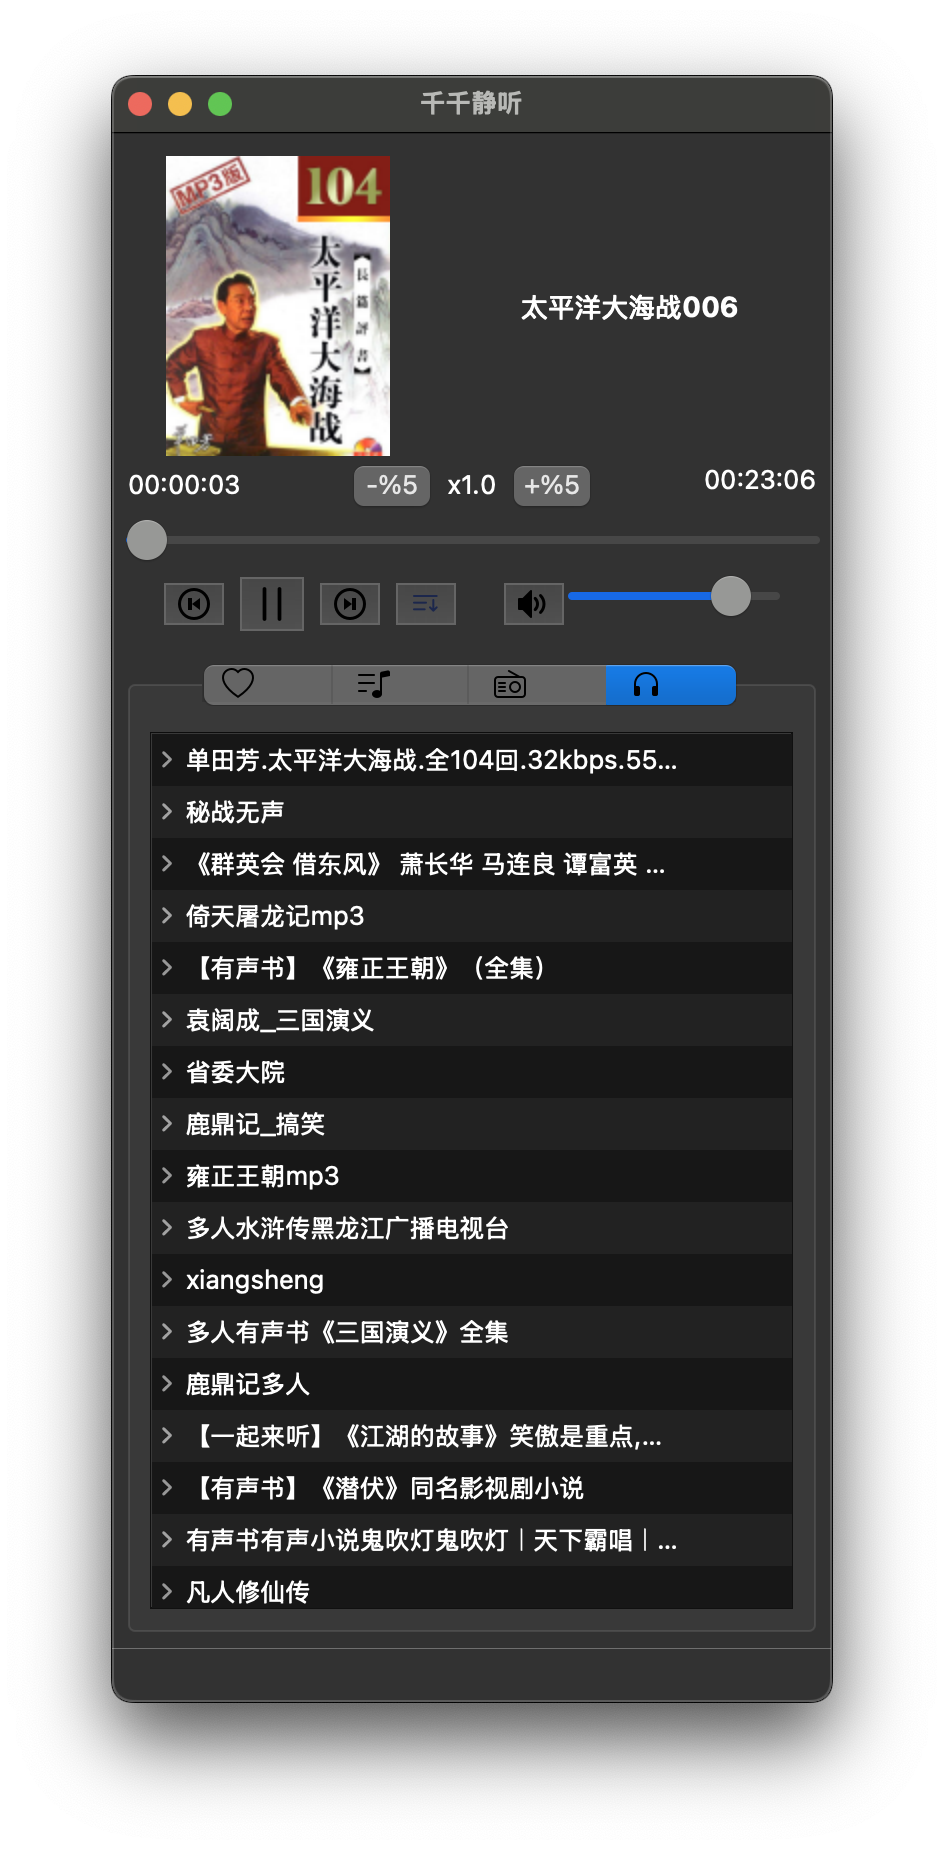 千千静听
MP3版
104
太平洋大海战
【長篇評書】
太平洋大海战006
00:00:03
-%5
x1.0
+%5
00:23:06
单田芳.太平洋大海战.全104回.32kbps.55...
秘战无声
《群英会 借东风》 萧长华 马连良 谭富英 ...
倚天屠龙记mp3
【有声书】《雍正王朝》（全集）
袁阔成_三国演义
省委大院
鹿鼎记_搞笑
雍正王朝mp3
多人水浒传黑龙江广播电视台
xiangsheng
多人有声书《三国演义》全集
鹿鼎记多人
【一起来听】《江湖的故事》笑傲是重点,...
【有声书】《潜伏》同名影视剧小说
有声书有声小说鬼吹灯鬼吹灯｜天下霸唱｜...
凡人修仙传